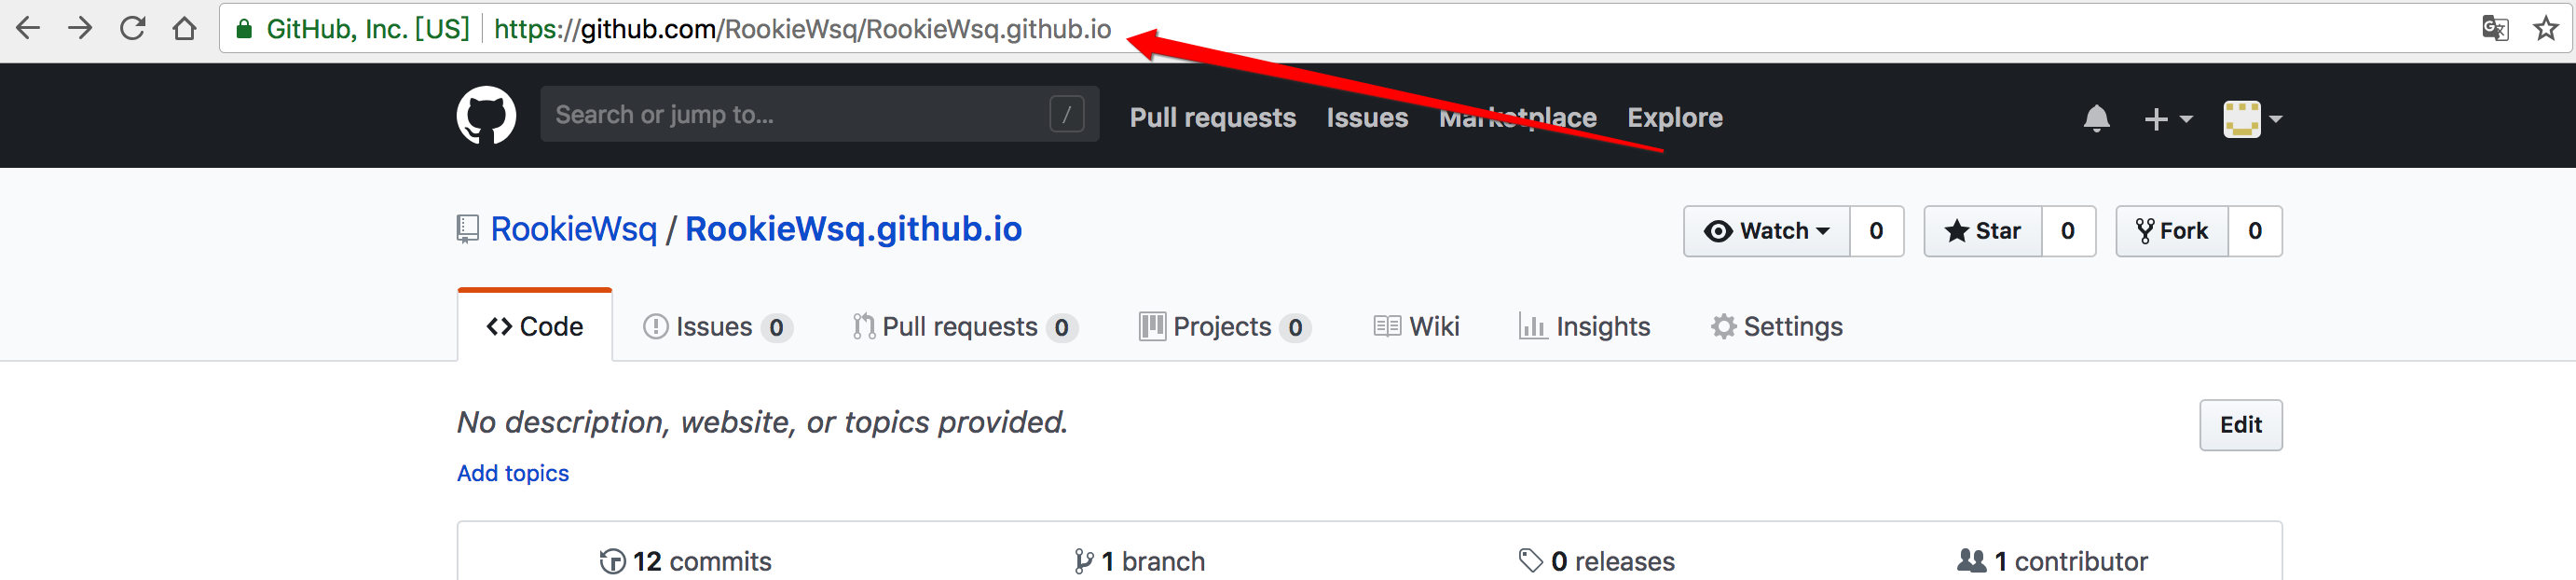 GitHub, Inc. [US] https://github.com/RookieWsq/RookieWsq.github.io
Search or jump to... / Pull requests Issues Marketplace Explore
RookieWsq / RookieWsq.github.io Watch 0 Star 0 Fork 0
Code Issues 0 Pull requests 0 Projects 0 Wiki Insights Settings
No description, website, or topics provided. Edit
Add topics
12 commits 1 branch 0 releases 1 contributor